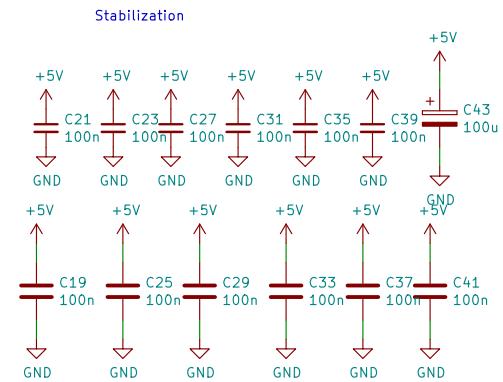 Stabilization
+5V
+5V +5V +5V +5V +5V +5V
C21 C23 C27 C31 C35 C39 C43
100n 100n 100n 100n 100n 100n 100u
GND GND GND GND GND GND
GND
+5V +5V +5V +5V +5V +5V
C19 C25 C29 C33 C37 C41
100n 100n 100n 100n 100n 100n
GND GND GND GND GND GND